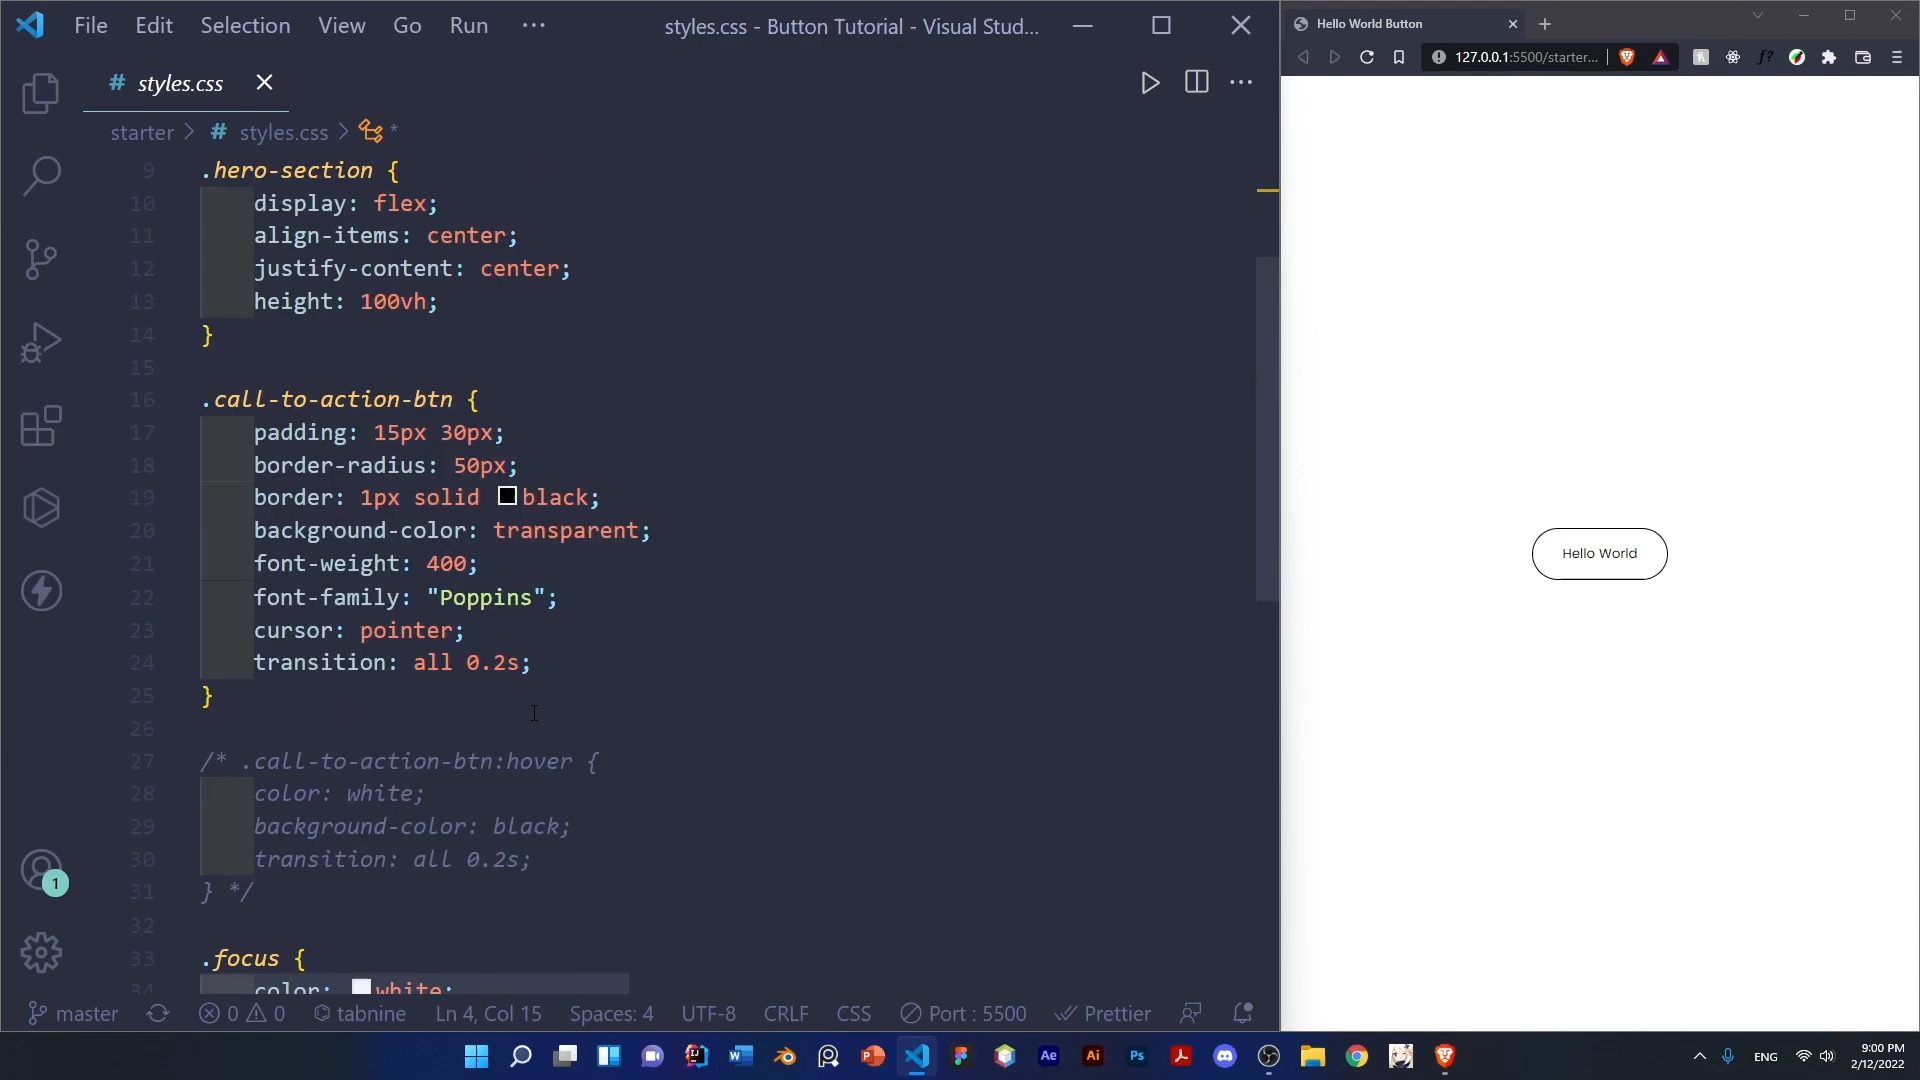 File Edit Selection View Go Run ···
styles.css - Button Tutorial - Visual Stud...
# styles.css
starter > # styles.css > *
9 .hero-section {
10 display: flex;
11 align-items: center;
12 justify-content: center;
13 height: 100vh;
14 }
15
16 .call-to-action-btn {
17 padding: 15px 30px;
18 border-radius: 50px;
19 border: 1px solid black;
20 background-color: transparent;
21 font-weight: 400;
22 font-family: "Poppins";
23 cursor: pointer;
24 transition: all 0.2s;
25 }
26
27 /* .call-to-action-btn:hover {
28 color: white;
29 background-color: black;
30 transition: all 0.2s;
31 } */
32
33 .focus {
34 color: white;
1
master 0 0 tabnine Ln 4, Col 15 Spaces: 4 UTF-8 CRLF CSS Port : 5500 Prettier
Hello World Button
127.0.0.1:5500/starter...
f?
Hello World
IJ W P Ae Ai Ps
ENG
9:00 PM
2/12/2022